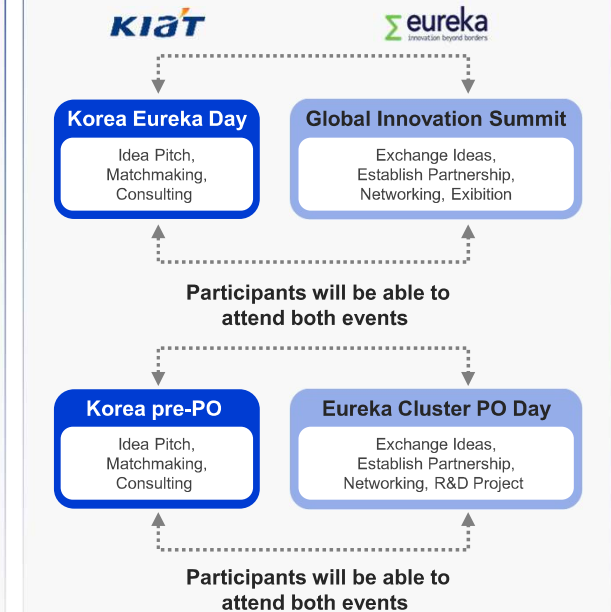 KIAT
eureka
innovation beyond borders
Korea Eureka Day
Idea Pitch,
Matchmaking,
Consulting
Global Innovation Summit
Exchange Ideas,
Establish Partnership,
Networking, Exibition
Participants will be able to
attend both events
Korea pre-PO
Idea Pitch,
Matchmaking,
Consulting
Eureka Cluster PO Day
Exchange Ideas,
Establish Partnership,
Networking, R&D Project
Participants will be able to
attend both events